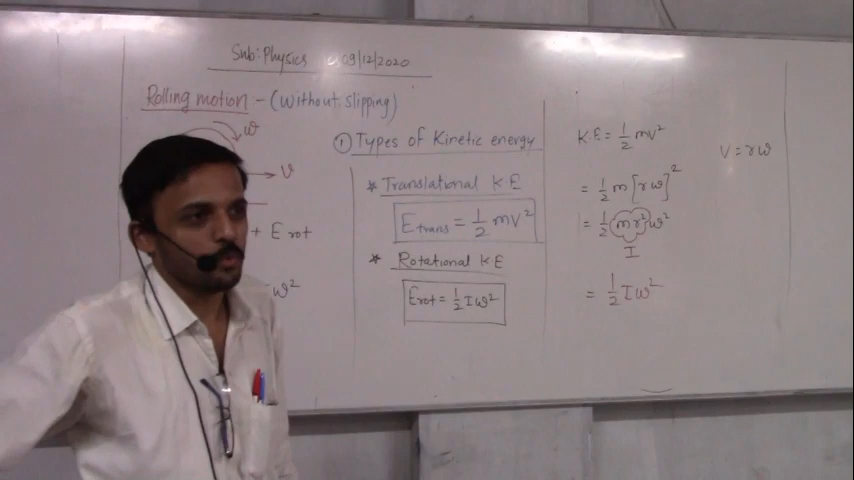 Sub: Physics 09/12/2020
Rolling motion - (Without slipping)
ω
v
+ E rot
ω²
① Types of Kinetic energy
* Translational K E
E trans = 1/2 mv²
* Rotational K E
Erot = 1/2 I ω²
K.E = 1/2 mv²
= 1/2 m [rω]²
= 1/2 (mr²) ω²
I
= 1/2 I ω²
V = rω